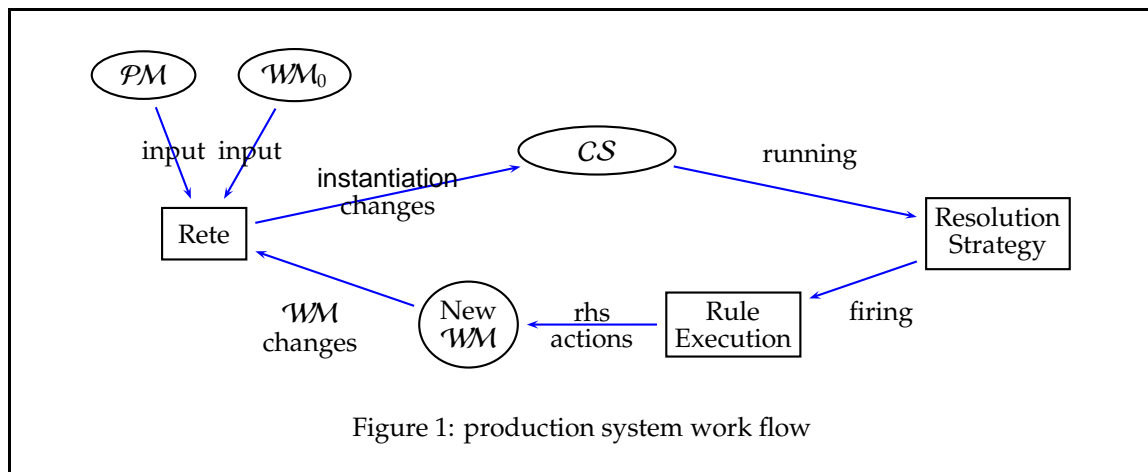 𝒫ℳ
𝒲ℳ₀
input
input
CS
running
instantiation
changes
Rete
Resolution
Strategy
𝒲ℳ
changes
New
𝒲ℳ
rhs
actions
Rule
Execution
firing
Figure 1: production system work flow